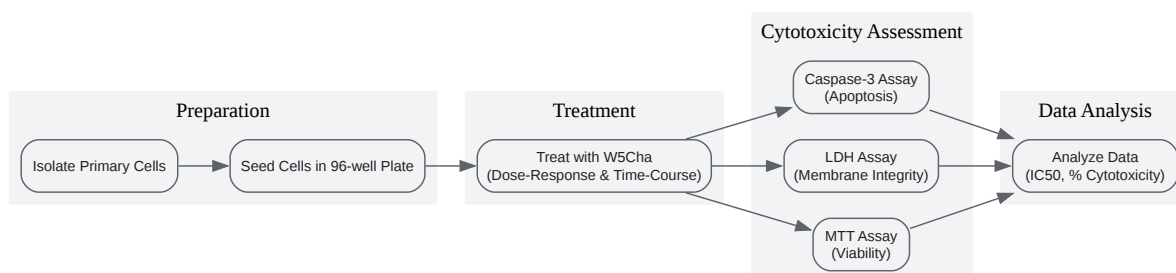 Preparation
Isolate Primary Cells
Seed Cells in 96-well Plate
Treatment
Treat with W5Cha
(Dose-Response & Time-Course)
Cytotoxicity Assessment
Caspase-3 Assay
(Apoptosis)
LDH Assay
(Membrane Integrity)
MTT Assay
(Viability)
Data Analysis
Analyze Data
(IC50, % Cytotoxicity)